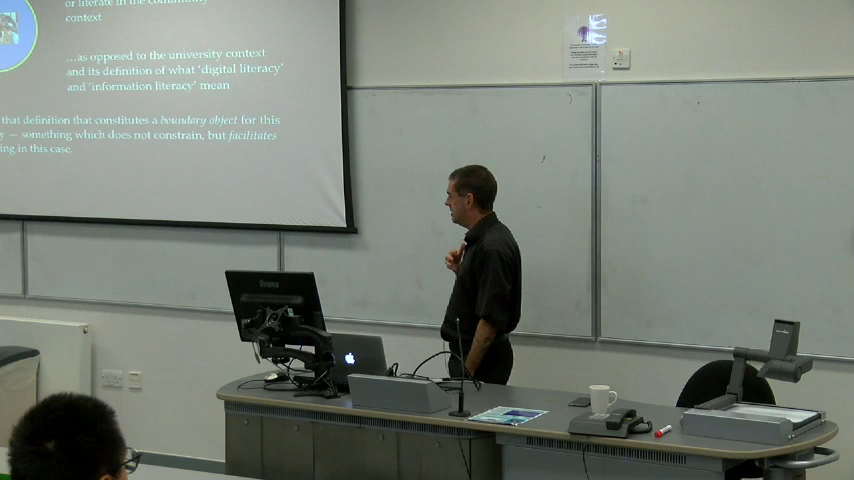 or literate in the community
context
…as opposed to the university context
and its definition of what ‘digital literacy’
and ‘information literacy’ mean
that definition that constitutes a boundary object for this
y — something which does not constrain, but facilitates
ing in this case.
iiyama